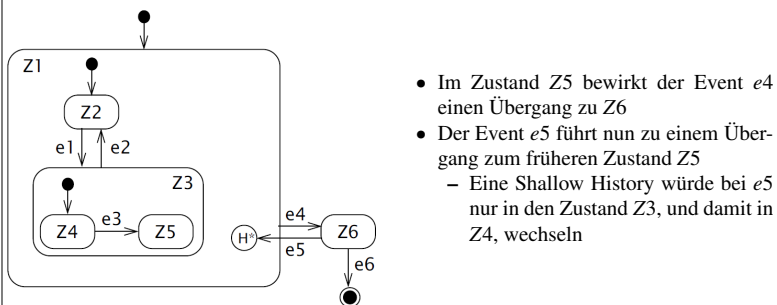 Z1
Z2
e1
e2
Z3
Z4
e3
Z5
H*
e4
e5
Z6
e6
• Im Zustand Z5 bewirkt der Event e4
einen Übergang zu Z6
• Der Event e5 führt nun zu einem Über-
gang zum früheren Zustand Z5
– Eine Shallow History würde bei e5
nur in den Zustand Z3, und damit in
Z4, wechseln